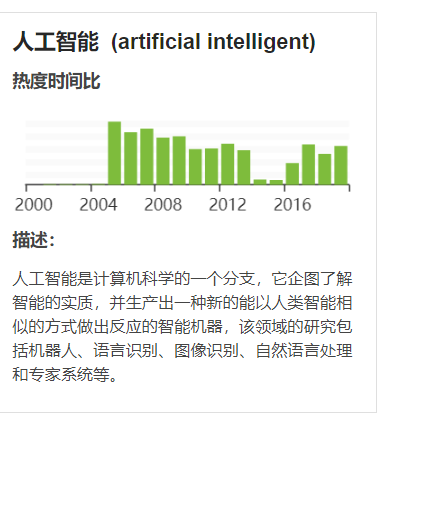 人工智能 (artificial intelligent)
热度时间比
2000 2004 2008 2012 2016
描述：
人工智能是计算机科学的一个分支，它企图了解
智能的实质，并生产出一种新的能以人类智能相
似的方式做出反应的智能机器，该领域的研究包
括机器人、语言识别、图像识别、自然语言处理
和专家系统等。